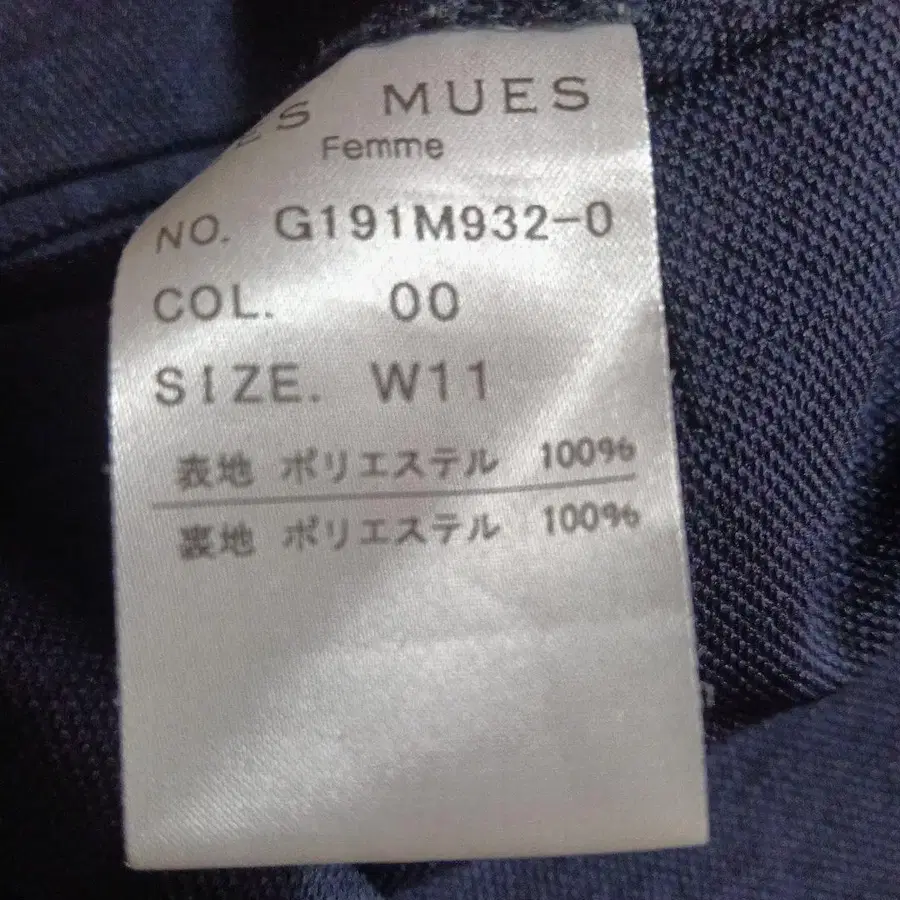 ES MUES
Femme
NO. G191M932-0
COL. 00
SIZE. W11
表地 ポリエステル 100%
裏地 ポリエステル 100%